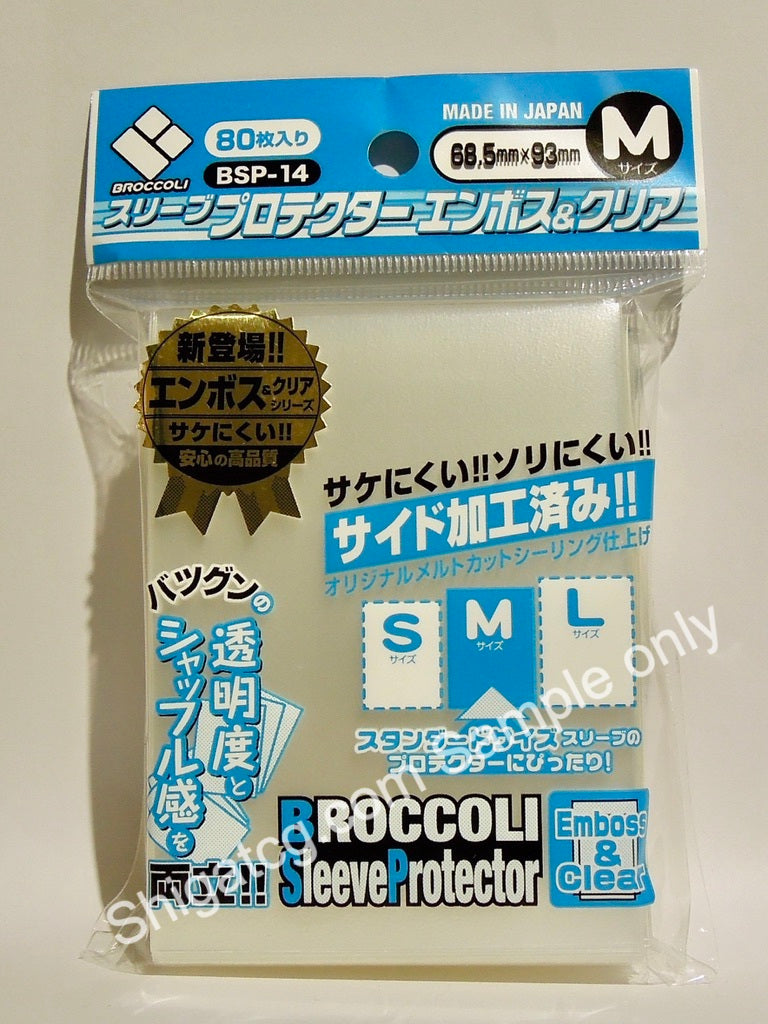 BROCCOLI
80枚入り
BSP-14
MADE IN JAPAN
68.5mm×93mm
M
サイズ
スリーブプロテクター エンボス&クリア
新登場!!
エンボス&クリア
シリーズ
サケにくい!!
安心の高品質
サケにくい!!ソリにくい!!
サイド加工済み!!
オリジナルメルトカットシーリング仕上げ
S
サイズ
M
サイズ
L
サイズ
スタンダードサイズスリーブの
プロテクターにぴったり!
バツグンの
透明度と
シャッフル感を
両立!!
BROCCOLI
SleeveProtector
Emboss
&
Clear
Shigatcg.com Sample only